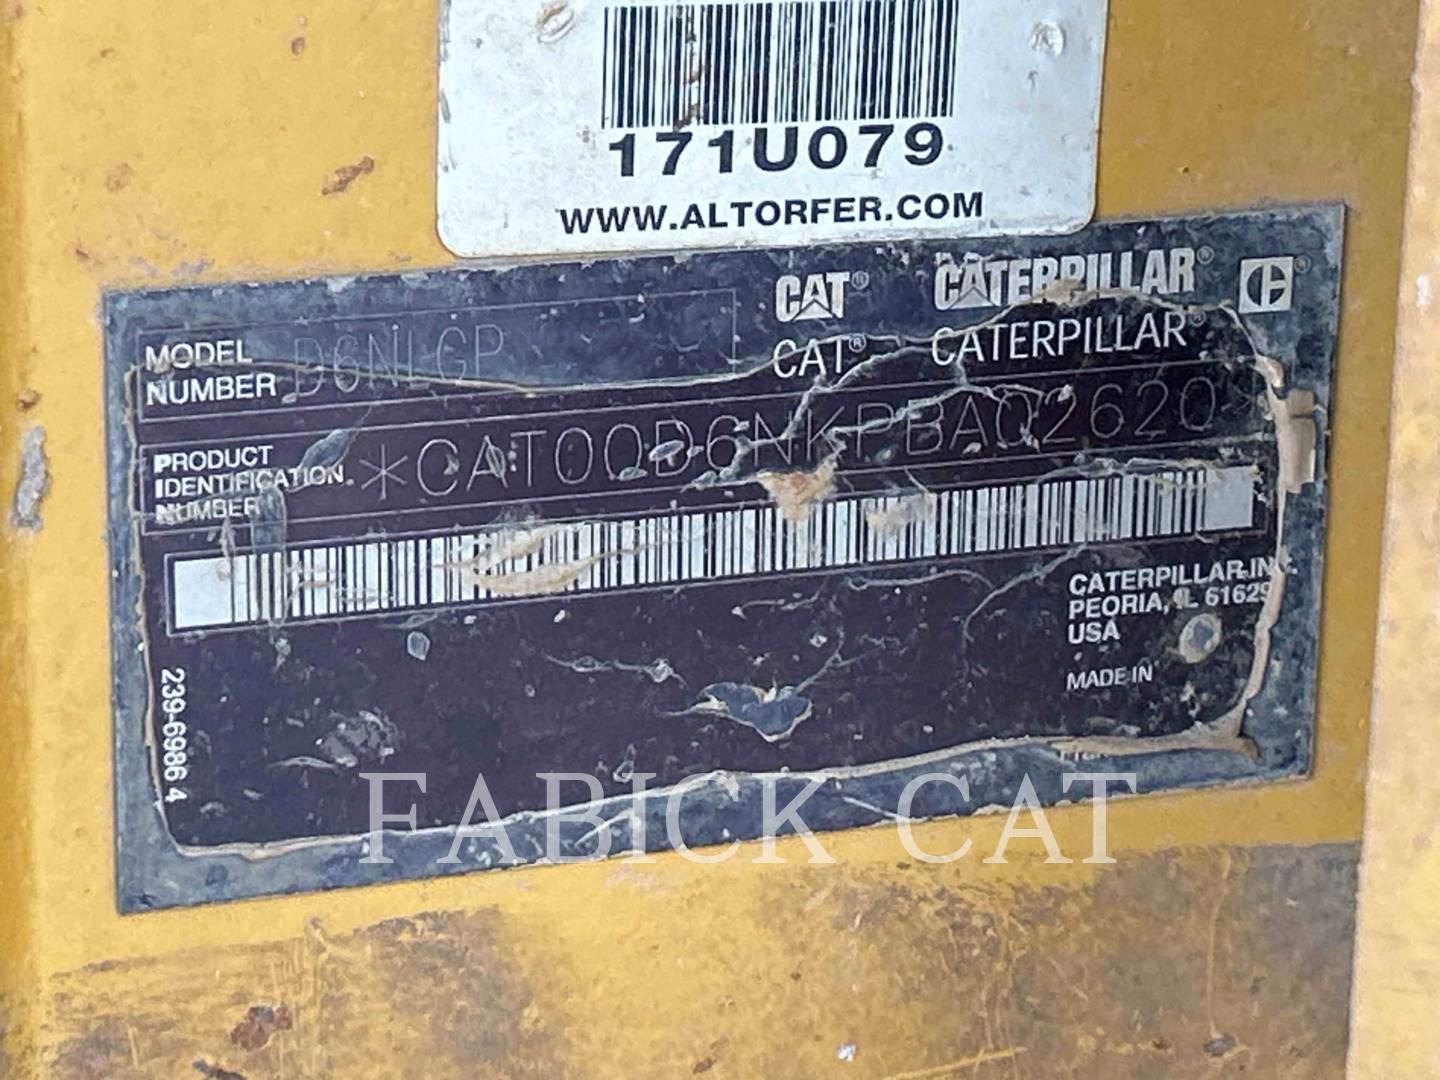 171U079
WWW.ALTORFER.COM
CAT® CATERPILLAR®
CAT® CATERPILLAR®
MODEL NUMBER D6NLGP
PRODUCT IDENTIFICATION NUMBER *CAT00D6NKPBA02620
CATERPILLAR INC.
PEORIA, IL 61629
USA
MADE IN
239-6986 4
FABICK CAT